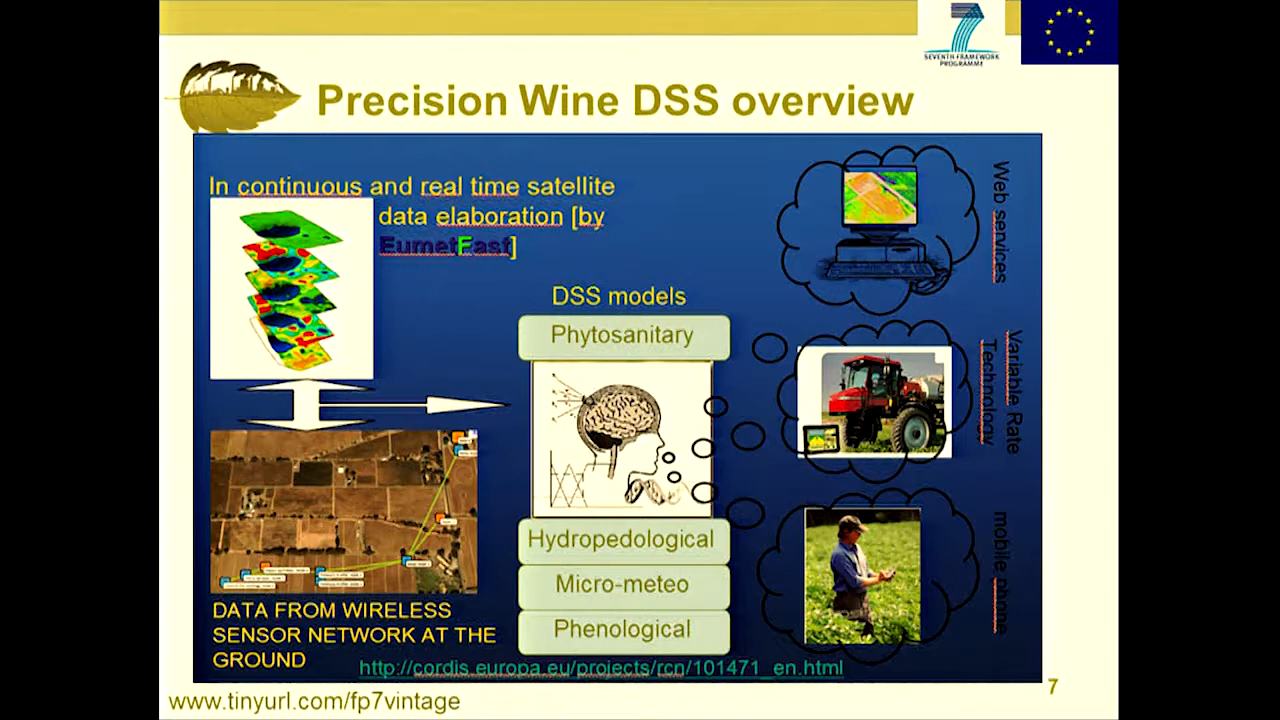 SEVENTH FRAMEWORK
PROGRAMME
Precision Wine DSS overview
In continuous and real time satellite
data elaboration [by
EumetFast]
DSS models
Phytosanitary
Hydropedological
Micro-meteo
Phenological
Web services
Variable Rate
Technology
mobile phone
DATA FROM WIRELESS
SENSOR NETWORK AT THE
GROUND
http://cordis.europa.eu/projects/rcn/101471_en.html
www.tinyurl.com/fp7vintage
7